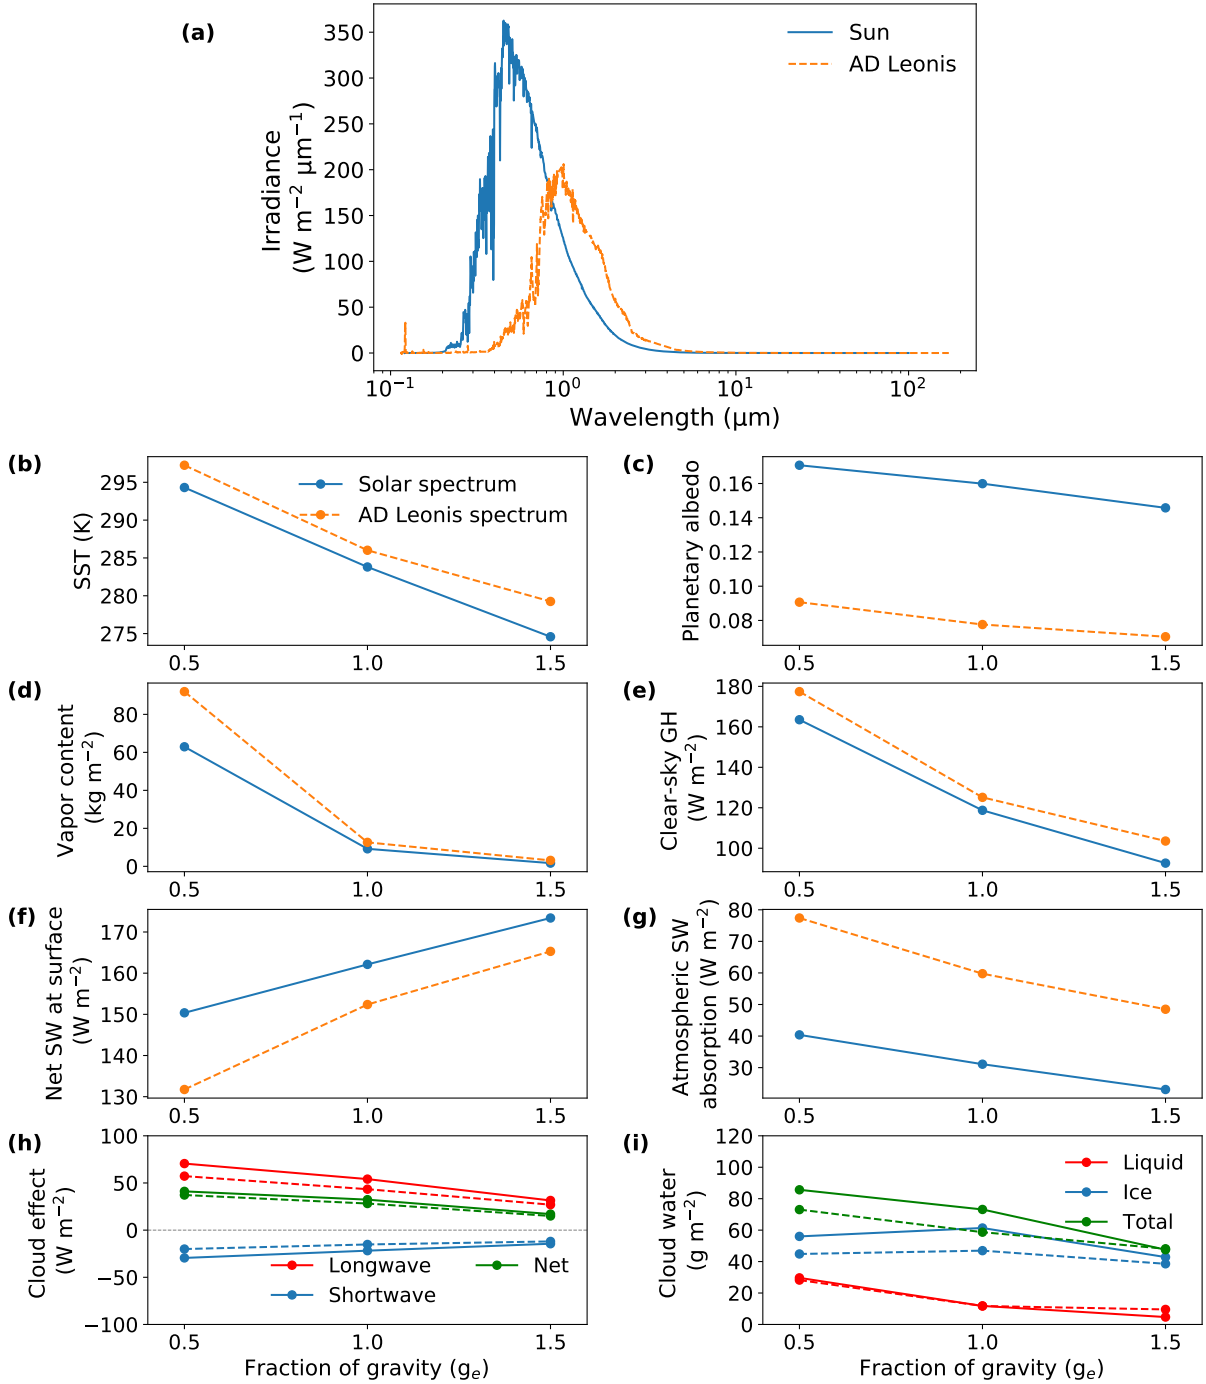 (a)
Irradiance
(W m⁻² μm⁻¹)
350
300
250
200
150
100
50
0
Sun
AD Leonis
10⁻¹
10⁰
10¹
10²
Wavelength (μm)
(b)
SST (K)
295
290
285
280
275
Solar spectrum
AD Leonis spectrum
0.5
1.0
1.5
(c)
Planetary albedo
0.16
0.14
0.12
0.10
0.08
0.5
1.0
1.5
(d)
Vapor content
(kg m⁻²)
80
60
40
20
0
0.5
1.0
1.5
(e)
Clear-sky GH
(W m⁻²)
180
160
140
120
100
0.5
1.0
1.5
(f)
Net SW at surface
(W m⁻²)
170
160
150
140
130
0.5
1.0
1.5
(g)
Atmospheric SW
absorption (W m⁻²)
80
70
60
50
40
30
0.5
1.0
1.5
(h)
Cloud effect
(W m⁻²)
100
50
0
−50
−100
Longwave
Shortwave
Net
0.5
1.0
1.5
Fraction of gravity (gₑ)
(i)
Cloud water
(g m⁻²)
120
100
80
60
40
20
0
Liquid
Ice
Total
0.5
1.0
1.5
Fraction of gravity (gₑ)